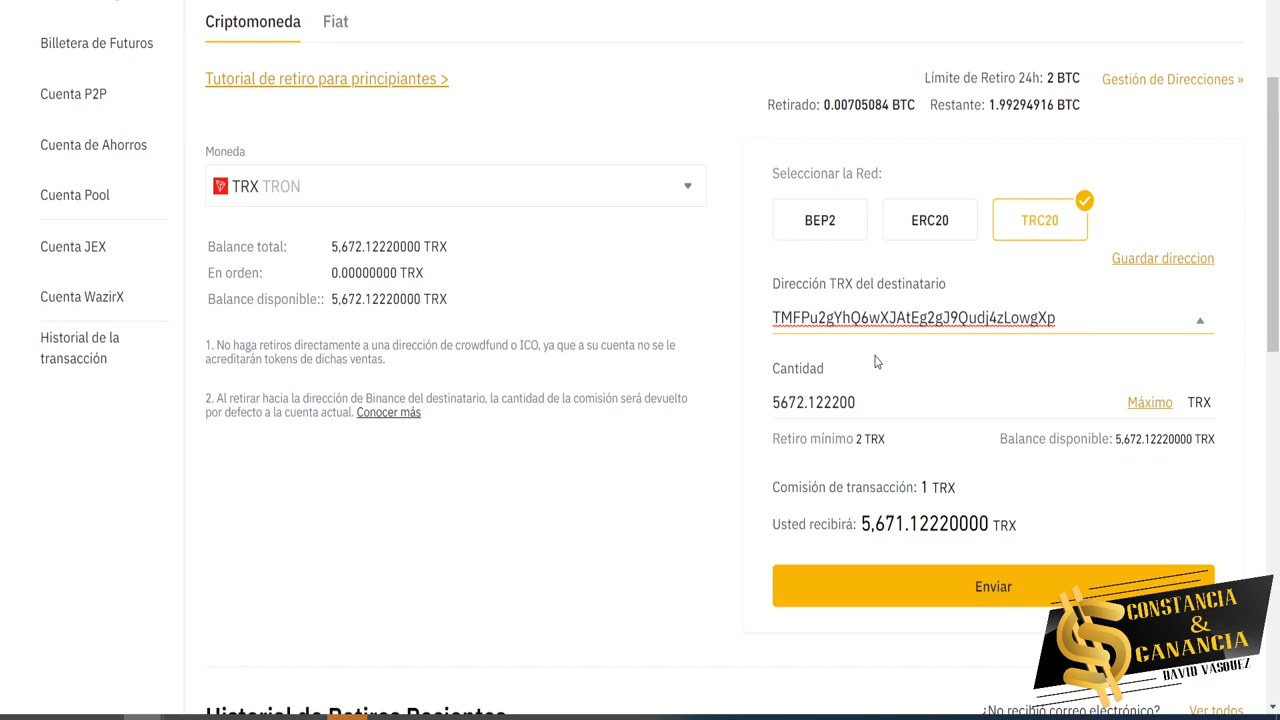 Criptomoneda Fiat
Billetera de Futuros
Cuenta P2P
Cuenta de Ahorros
Cuenta Pool
Cuenta JEX
Cuenta WazirX
Historial de la
transacción
Tutorial de retiro para principiantes >
Límite de Retiro 24h: 2 BTC
Gestión de Direcciones »
Retirado: 0.00705084 BTC Restante: 1.99294916 BTC
Moneda
TRX TRON
Balance total: 5,672.12220000 TRX
En orden: 0.00000000 TRX
Balance disponible:: 5,672.12220000 TRX
1. No haga retiros directamente a una dirección de crowdfund o ICO, ya que a su cuenta no se le
acreditarán tokens de dichas ventas.
2. Al retirar hacia la dirección de Binance del destinatario, la cantidad de la comisión será devuelto
por defecto a la cuenta actual. Conocer más
Seleccionar la Red:
BEP2 ERC20 TRC20
Guardar direccion
Dirección TRX del destinatario
TMFPu2gYhQ6wXJAtEg2gJ9Qudj4zLowgXp
Cantidad
5672.122200 Máximo TRX
Retiro mínimo 2 TRX Balance disponible: 5,672.12220000 TRX
Comisión de transacción: 1 TRX
Usted recibirá: 5,671.12220000 TRX
Enviar
CONSTANCIA
&
GANANCIA
DAVID VASQUEZ
Historial de Retiros Recientes
¿No recibió correo electrónico? Ver todos